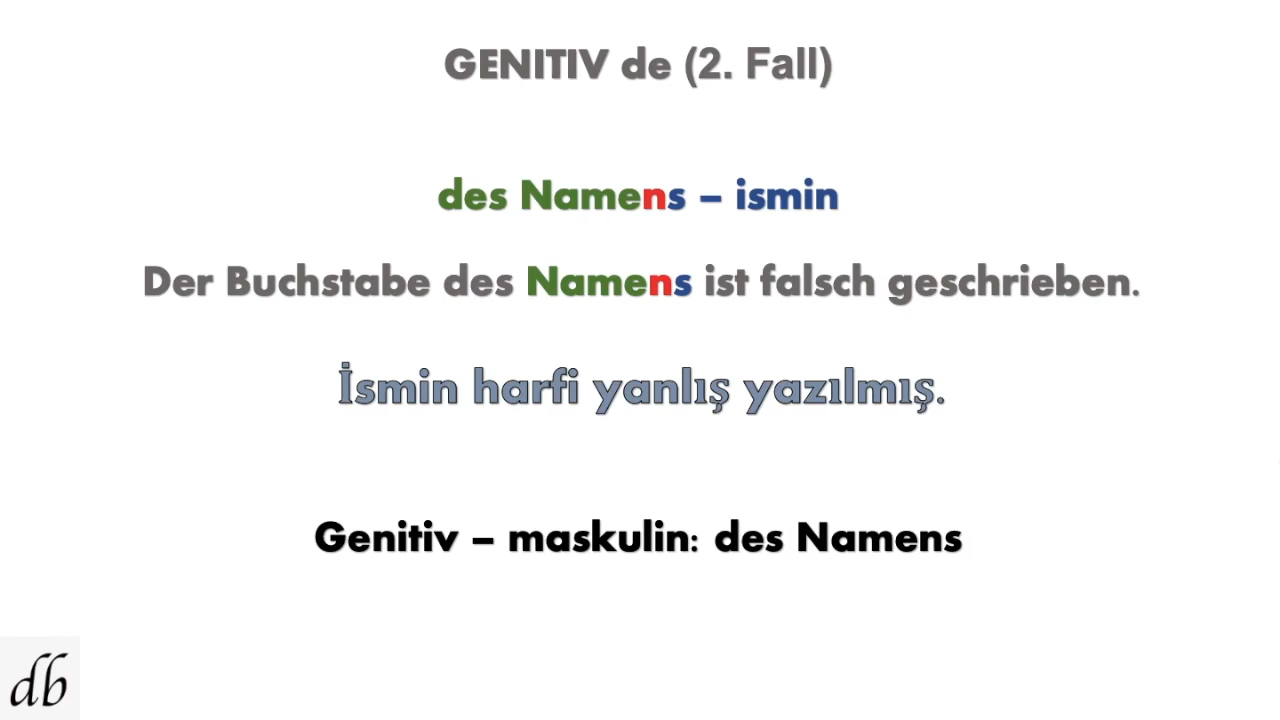 GENITIV de (2. Fall)
des Namens – ismin
Der Buchstabe des Namens ist falsch geschrieben.
İsmin harfi yanlış yazılmış.
Genitiv – maskulin: des Namens
db